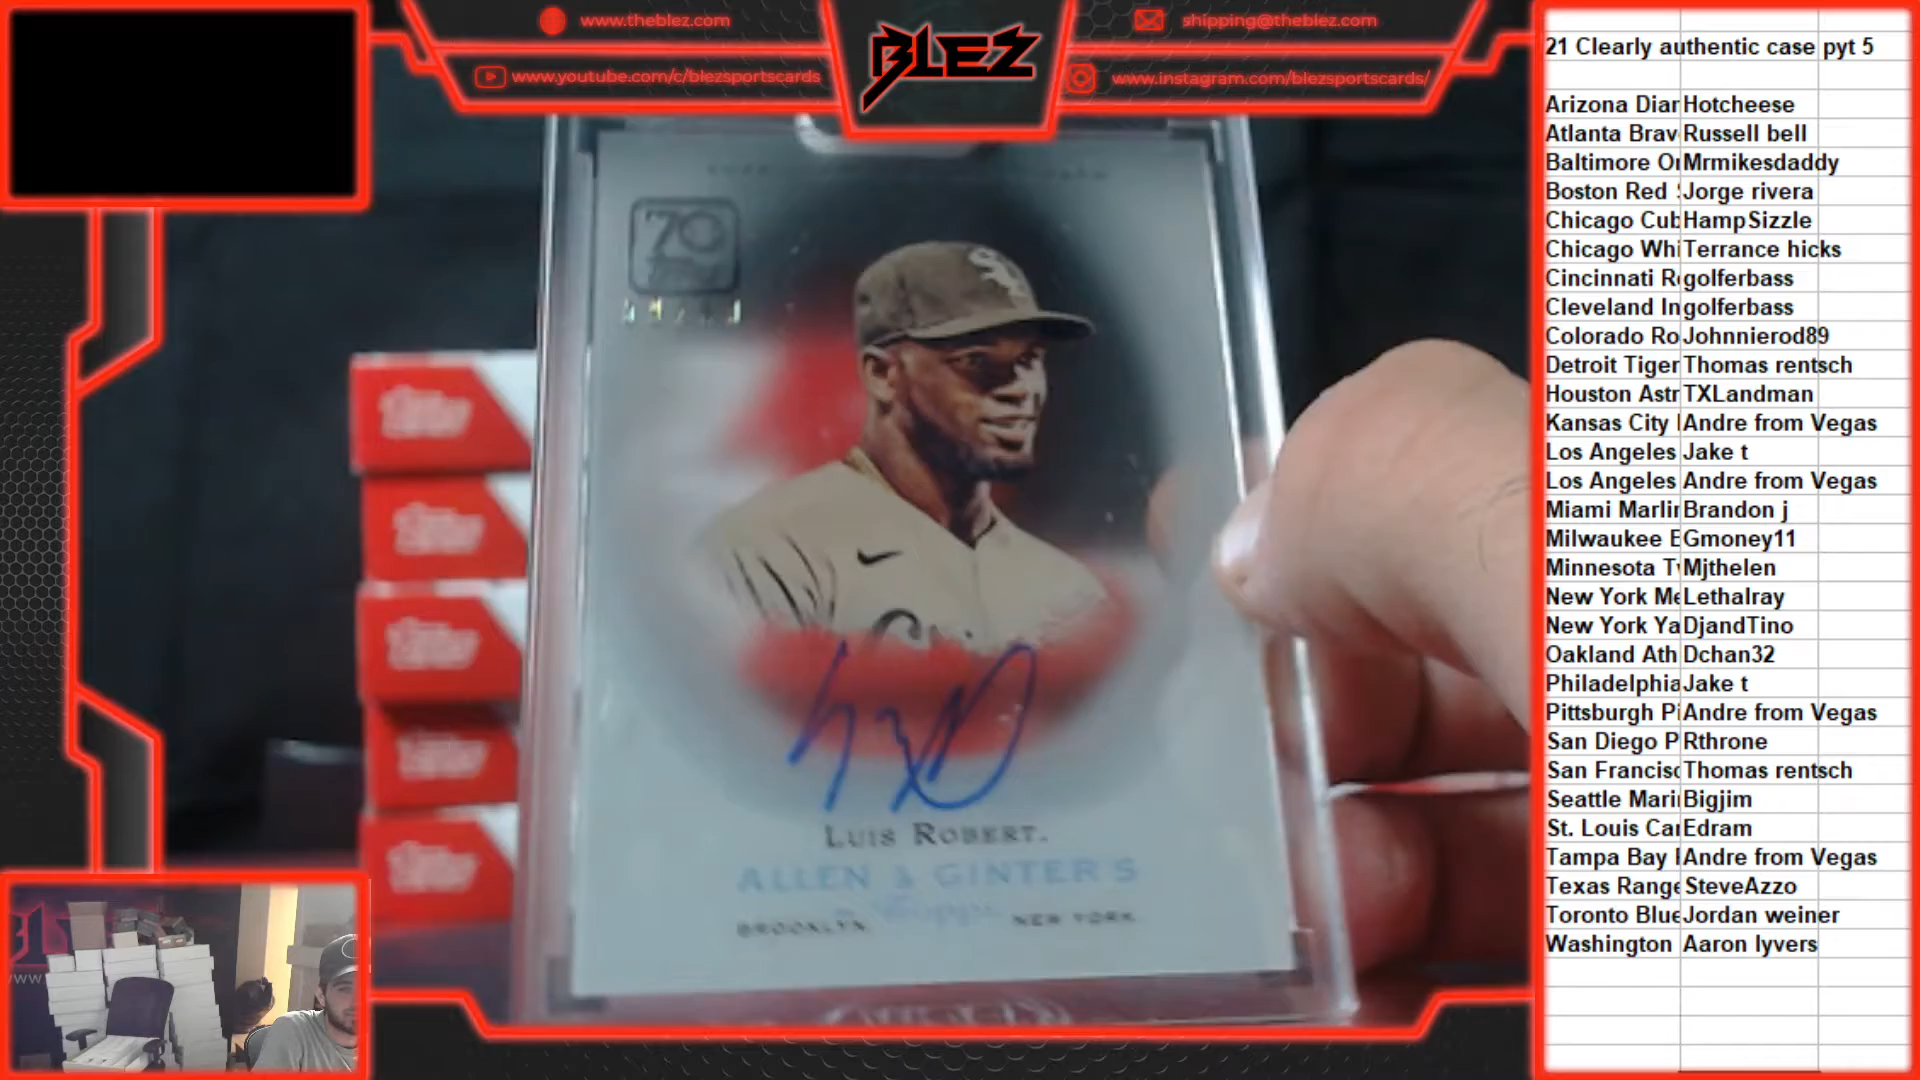 www.theblez.com
www.youtube.com/c/blezsportscards
BLEZ
shipping@theblez.com
www.instagram.com/blezsportscards/
70
LUIS ROBERT.
ALLEN & GINTER'S
Topps
BROOKLYN, NEW YORK
21 Clearly authentic case pyt 5
Arizona Diar Hotcheese
Atlanta Brav Russell bell
Baltimore Or Mrmikesdaddy
Boston Red Jorge rivera
Chicago Cub HampSizzle
Chicago Whi Terrance hicks
Cincinnati Re golferbass
Cleveland In golferbass
Colorado Ro Johnnierod89
Detroit Tiger Thomas rentsch
Houston Astr TXLandman
Kansas City Andre from Vegas
Los Angeles Jake t
Los Angeles Andre from Vegas
Miami Marlin Brandon j
Milwaukee B Gmoney11
Minnesota Tw Mjthelen
New York Me Lethalray
New York Ya DjandTino
Oakland Ath Dchan32
Philadelphia Jake t
Pittsburgh Pi Andre from Vegas
San Diego P Rthrone
San Francisc Thomas rentsch
Seattle Mari Bigjim
St. Louis Car Edram
Tampa Bay Andre from Vegas
Texas Range SteveAzzo
Toronto Blue Jordan weiner
Washington Aaron lyvers